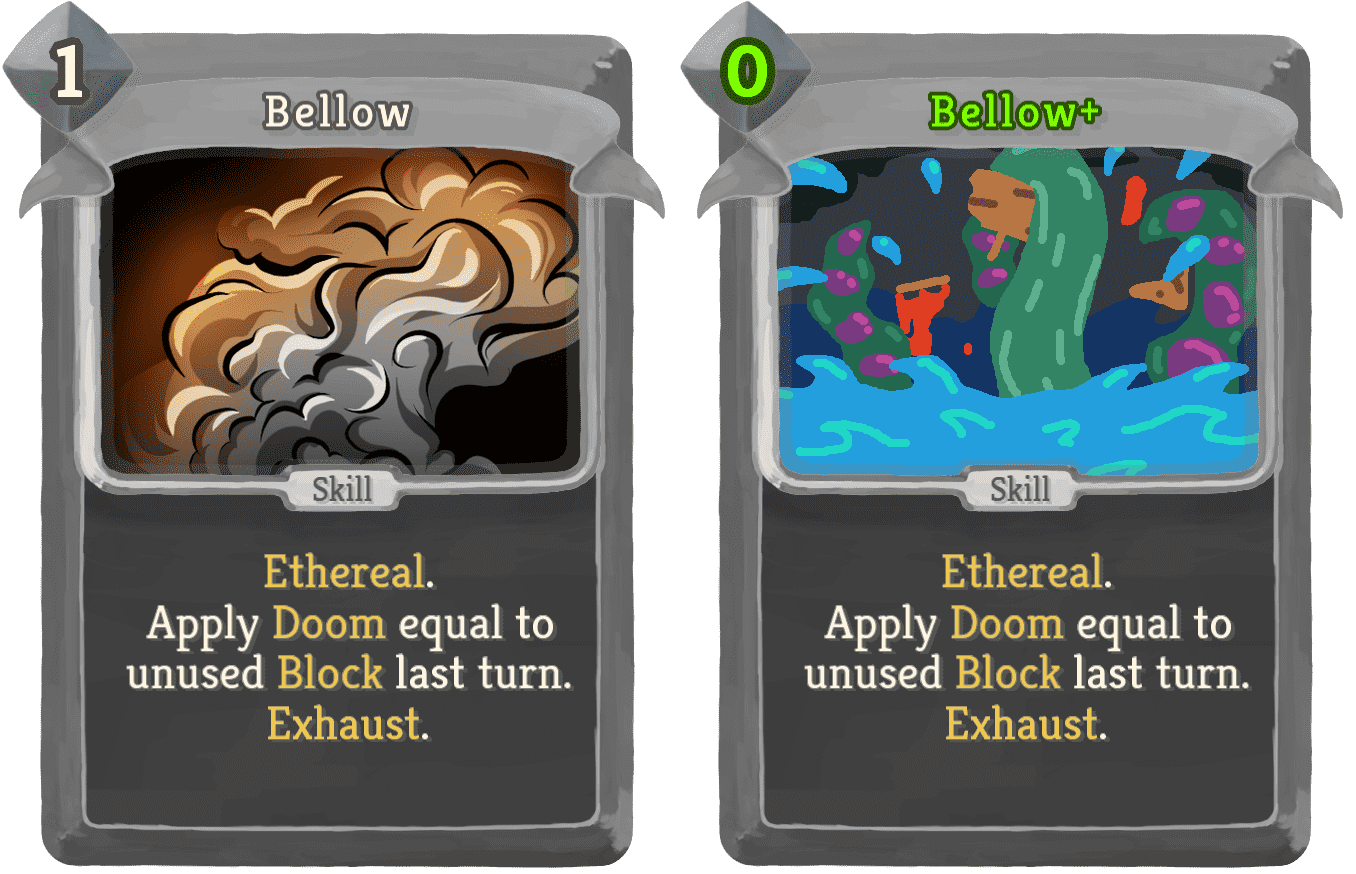 1
Bellow
Skill
Ethereal.
Apply Doom equal to
unused Block last turn.
Exhaust.
0
Bellow+
Skill
Ethereal.
Apply Doom equal to
unused Block last turn.
Exhaust.